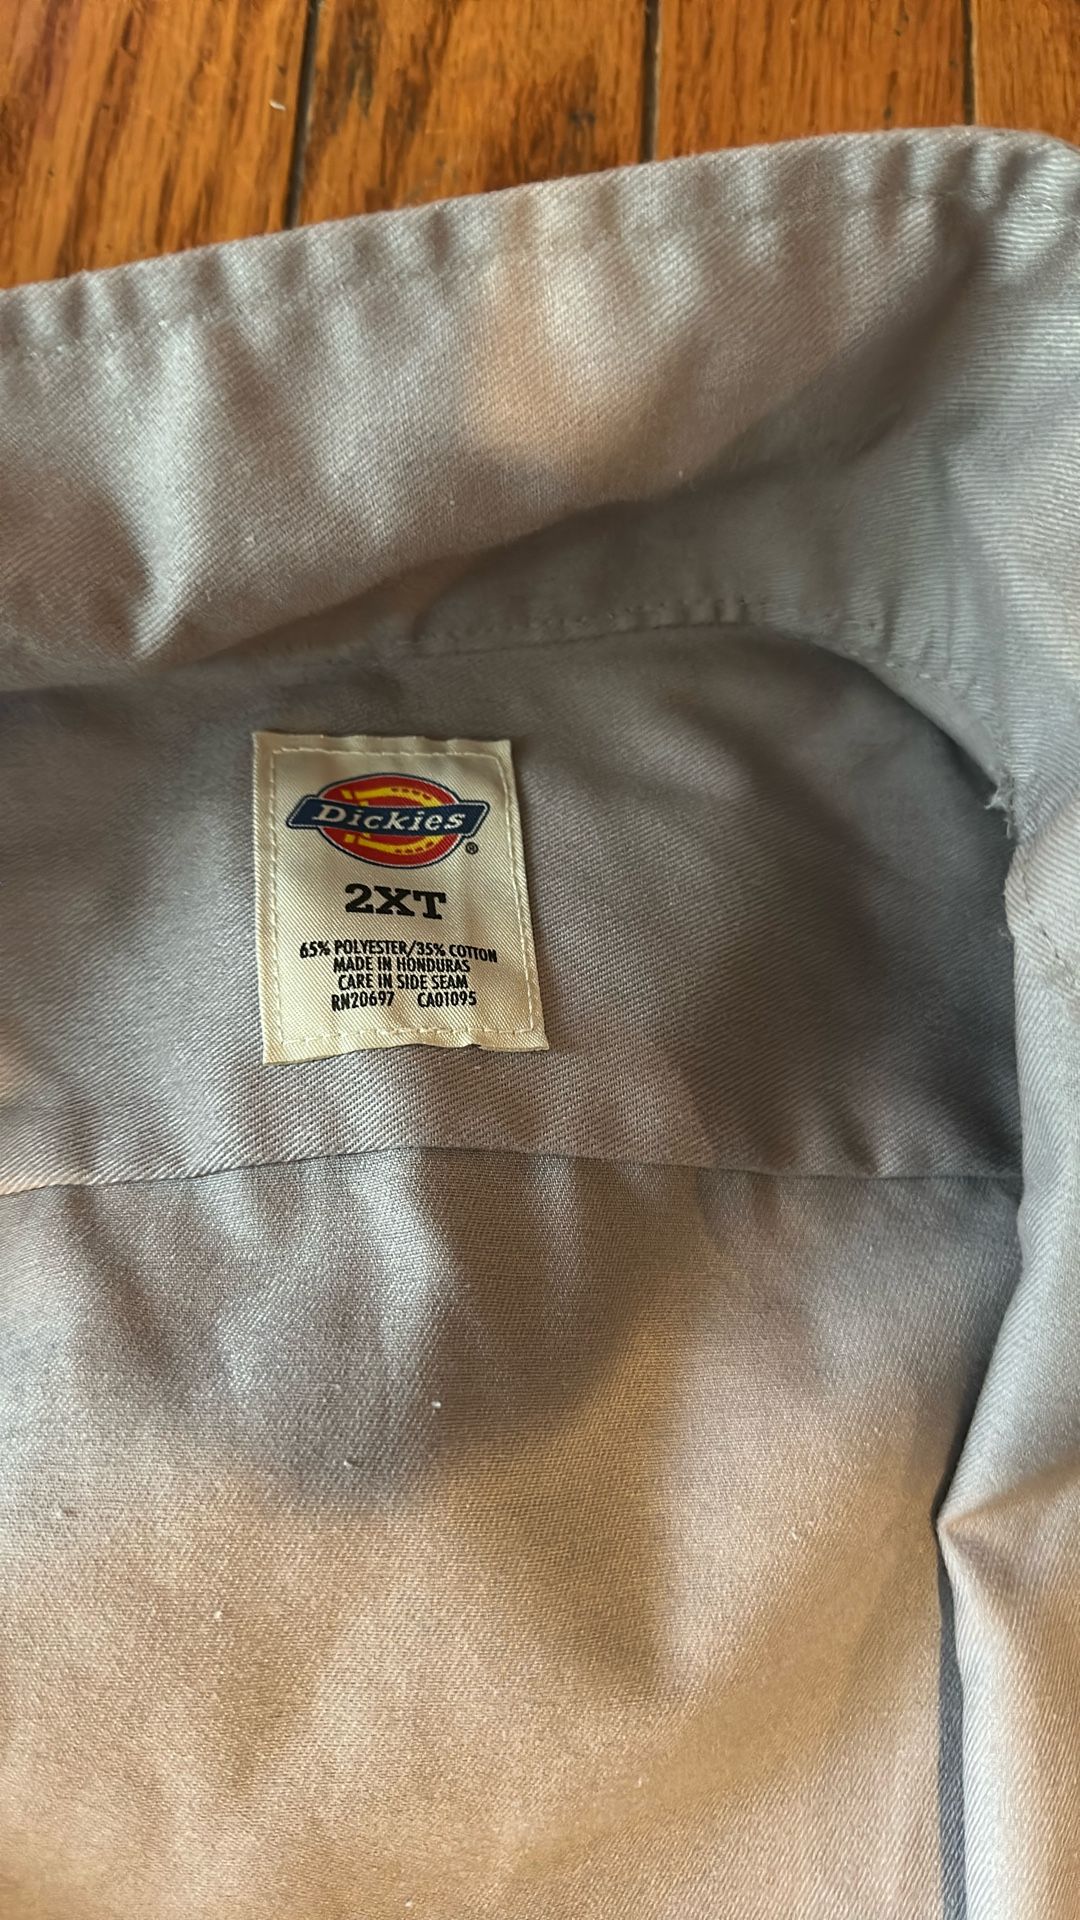 Dickies®
2XT
65% POLYESTER/35% COTTON
MADE IN HONDURAS
CARE IN SIDE SEAM
RN20697 CA01095